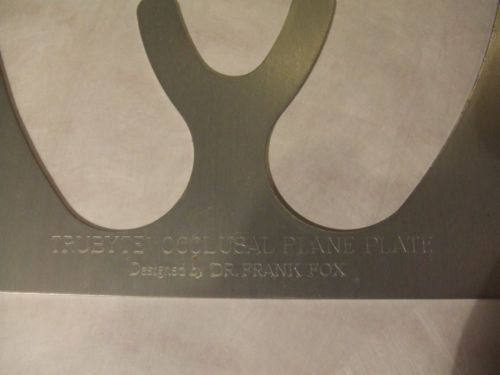 TRUBYTE' OCCLUSAL PLANE PLATE
Designed by DR. FRANK FOX